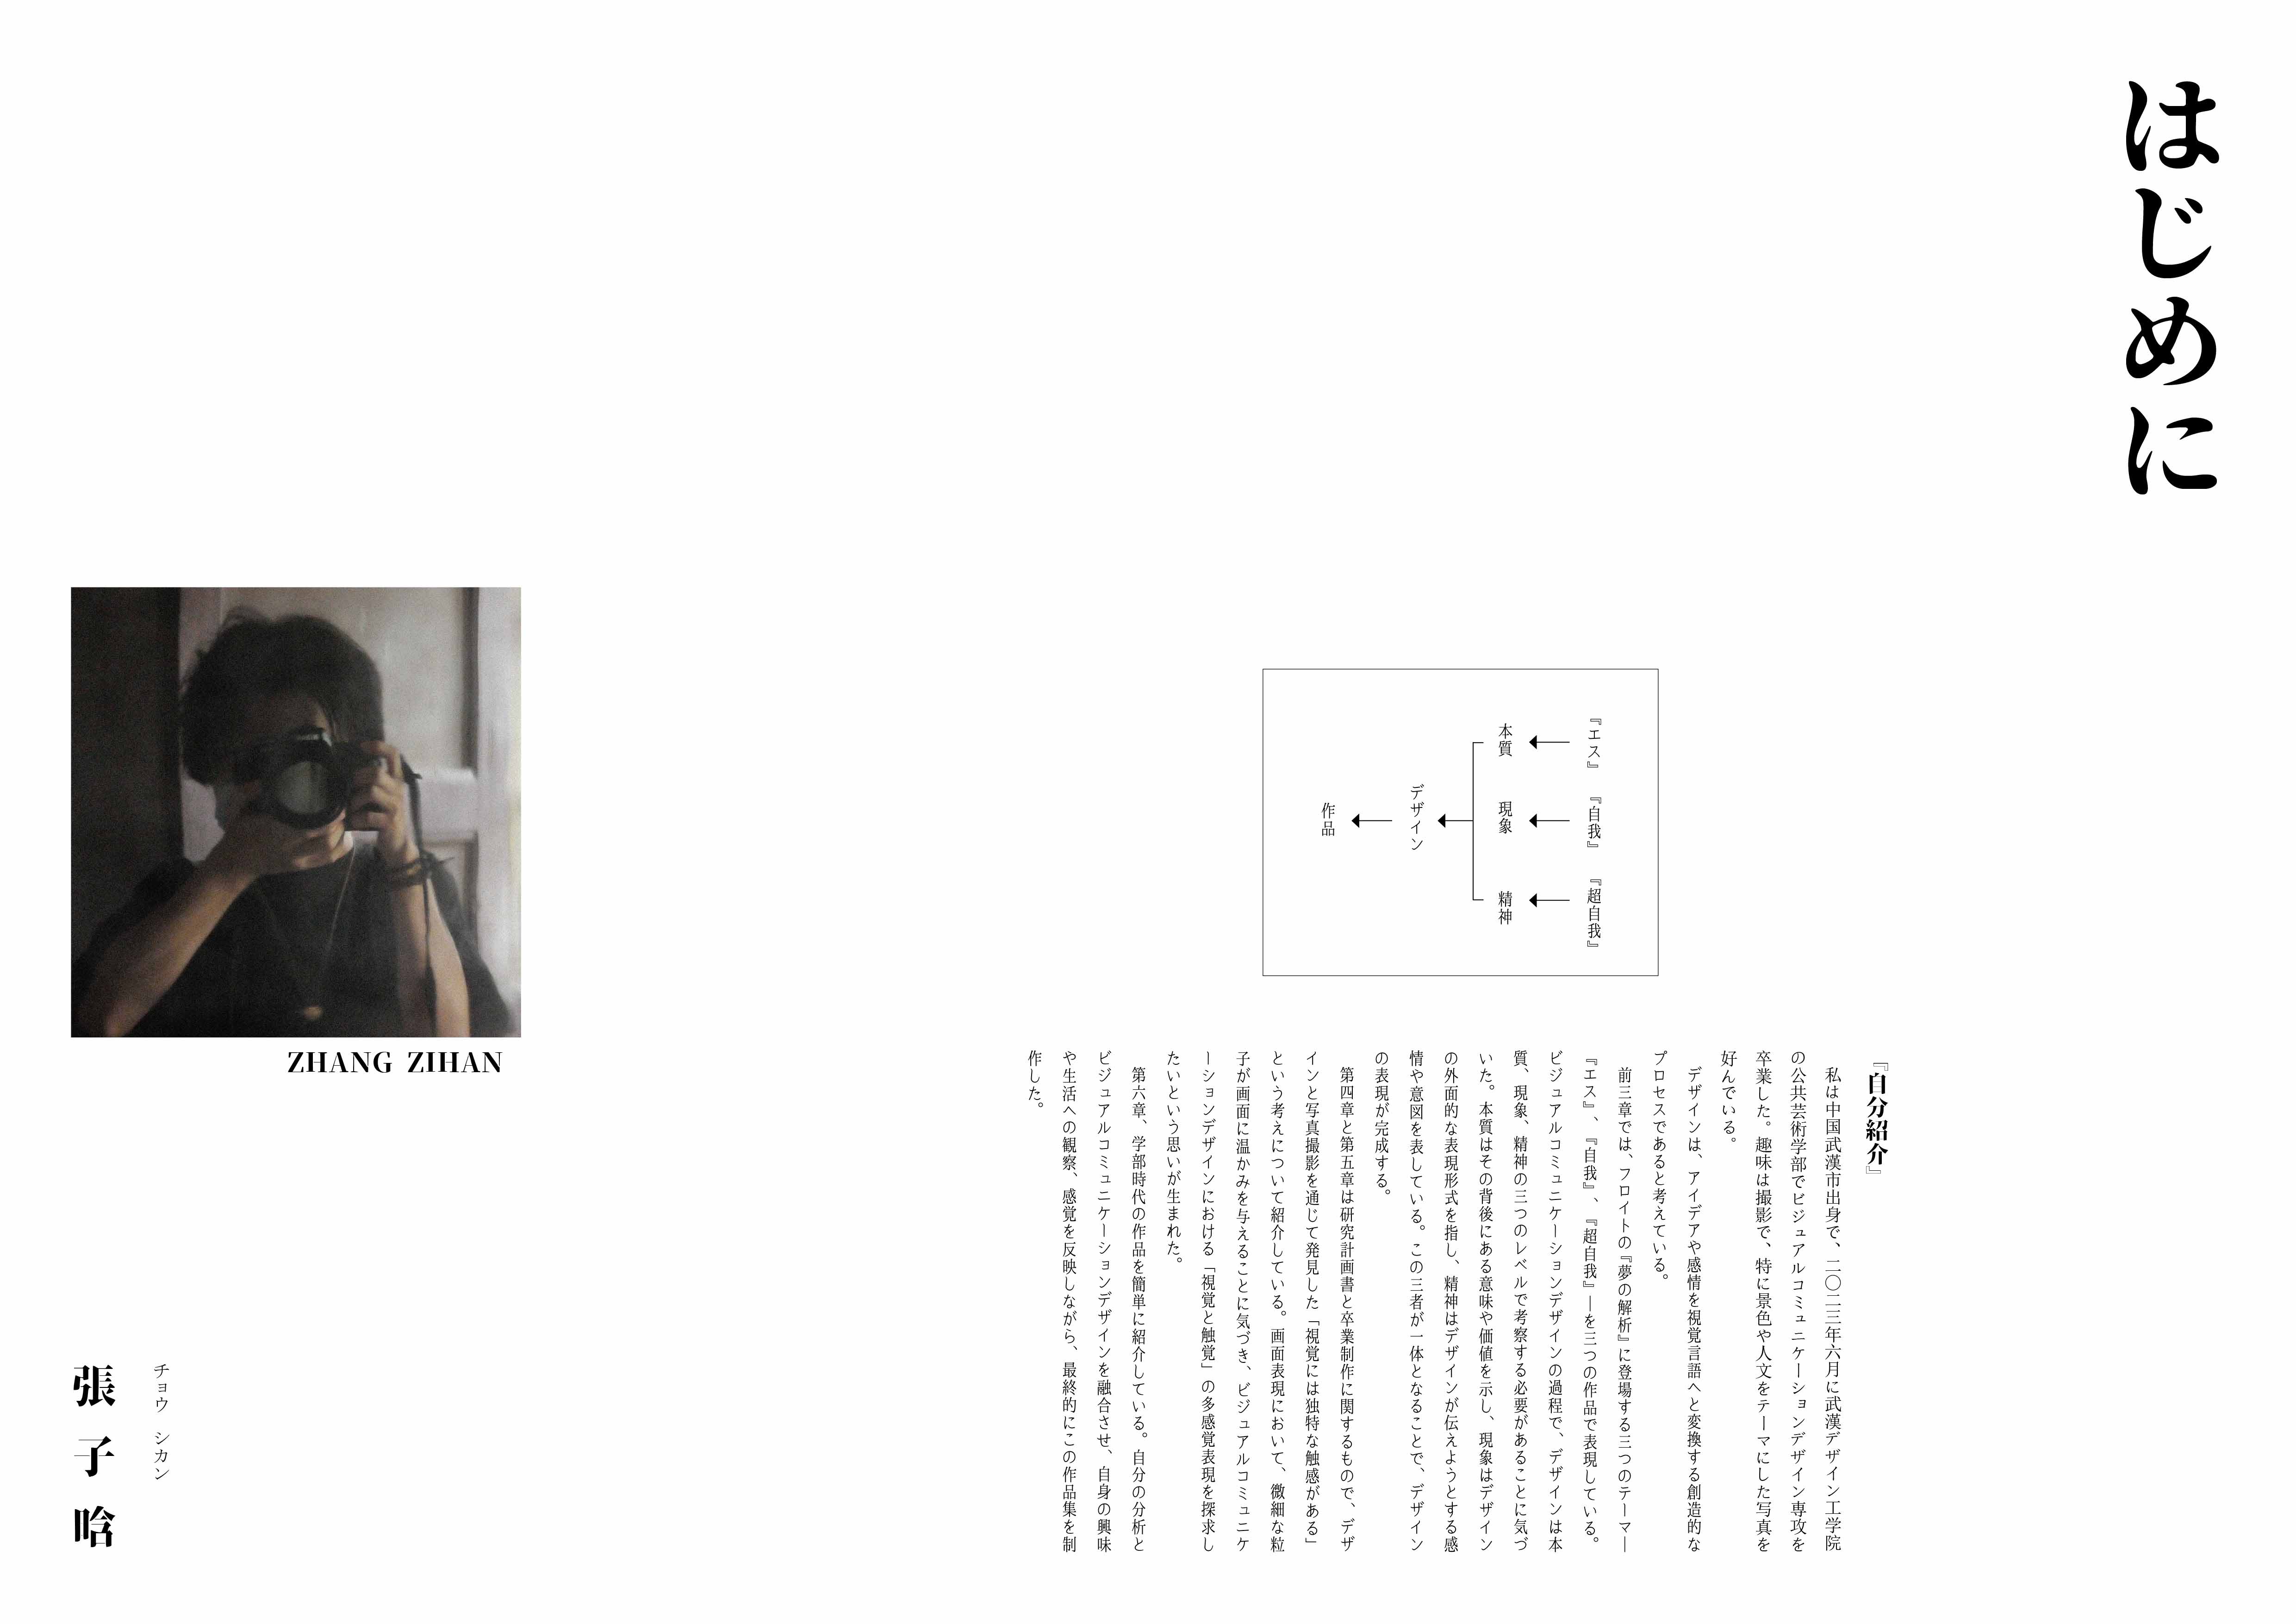 はじめに
『エス』 『自我』 『超自我』
本質 現象 精神
デザイン
作品
『自分紹介』
私は中国武漢市出身で、二〇二三年六月に武漢デザイン工学院
の公共芸術学部でビジュアルコミュニケーションデザイン専攻を
卒業した。趣味は撮影で、特に景色や人文をテーマにした写真を
好んでいる。
デザインは、アイデアや感情を視覚言語へと変換する創造的な
プロセスであると考えている。
前三章では、フロイトの『夢の解析』に登場する三つのテーマ—
『エス』、『自我』、『超自我』—を三つの作品で表現している。
ビジュアルコミュニケーションデザインの過程で、デザインは本
質、現象、精神の三つのレベルで考察する必要があることに気づ
いた。本質はその背後にある意味や価値を示し、現象はデザイン
の外面的な表現形式を指し、精神はデザインが伝えようとする感
情や意図を表している。この三者が一体となることで、デザイン
の表現が完成する。
第四章と第五章は研究計画書と卒業制作に関するもので、デザ
インと写真撮影を通じて発見した「視覚には独特な触感がある」
という考えについて紹介している。画面表現において、微細な粒
子が画面に温かみを与えることに気づき、ビジュアルコミュニケ
ーションデザインにおける「視覚と触覚」の多感覚表現を探求し
たいという思いが生まれた。
第六章、学部時代の作品を簡単に紹介している。自分の分析と
ビジュアルコミュニケーションデザインを融合させ、自身の興味
や生活への観察、感覚を反映しながら、最終的にこの作品集を制
作した。
ZHANG ZIHAN
チョウ シカン
張子晗